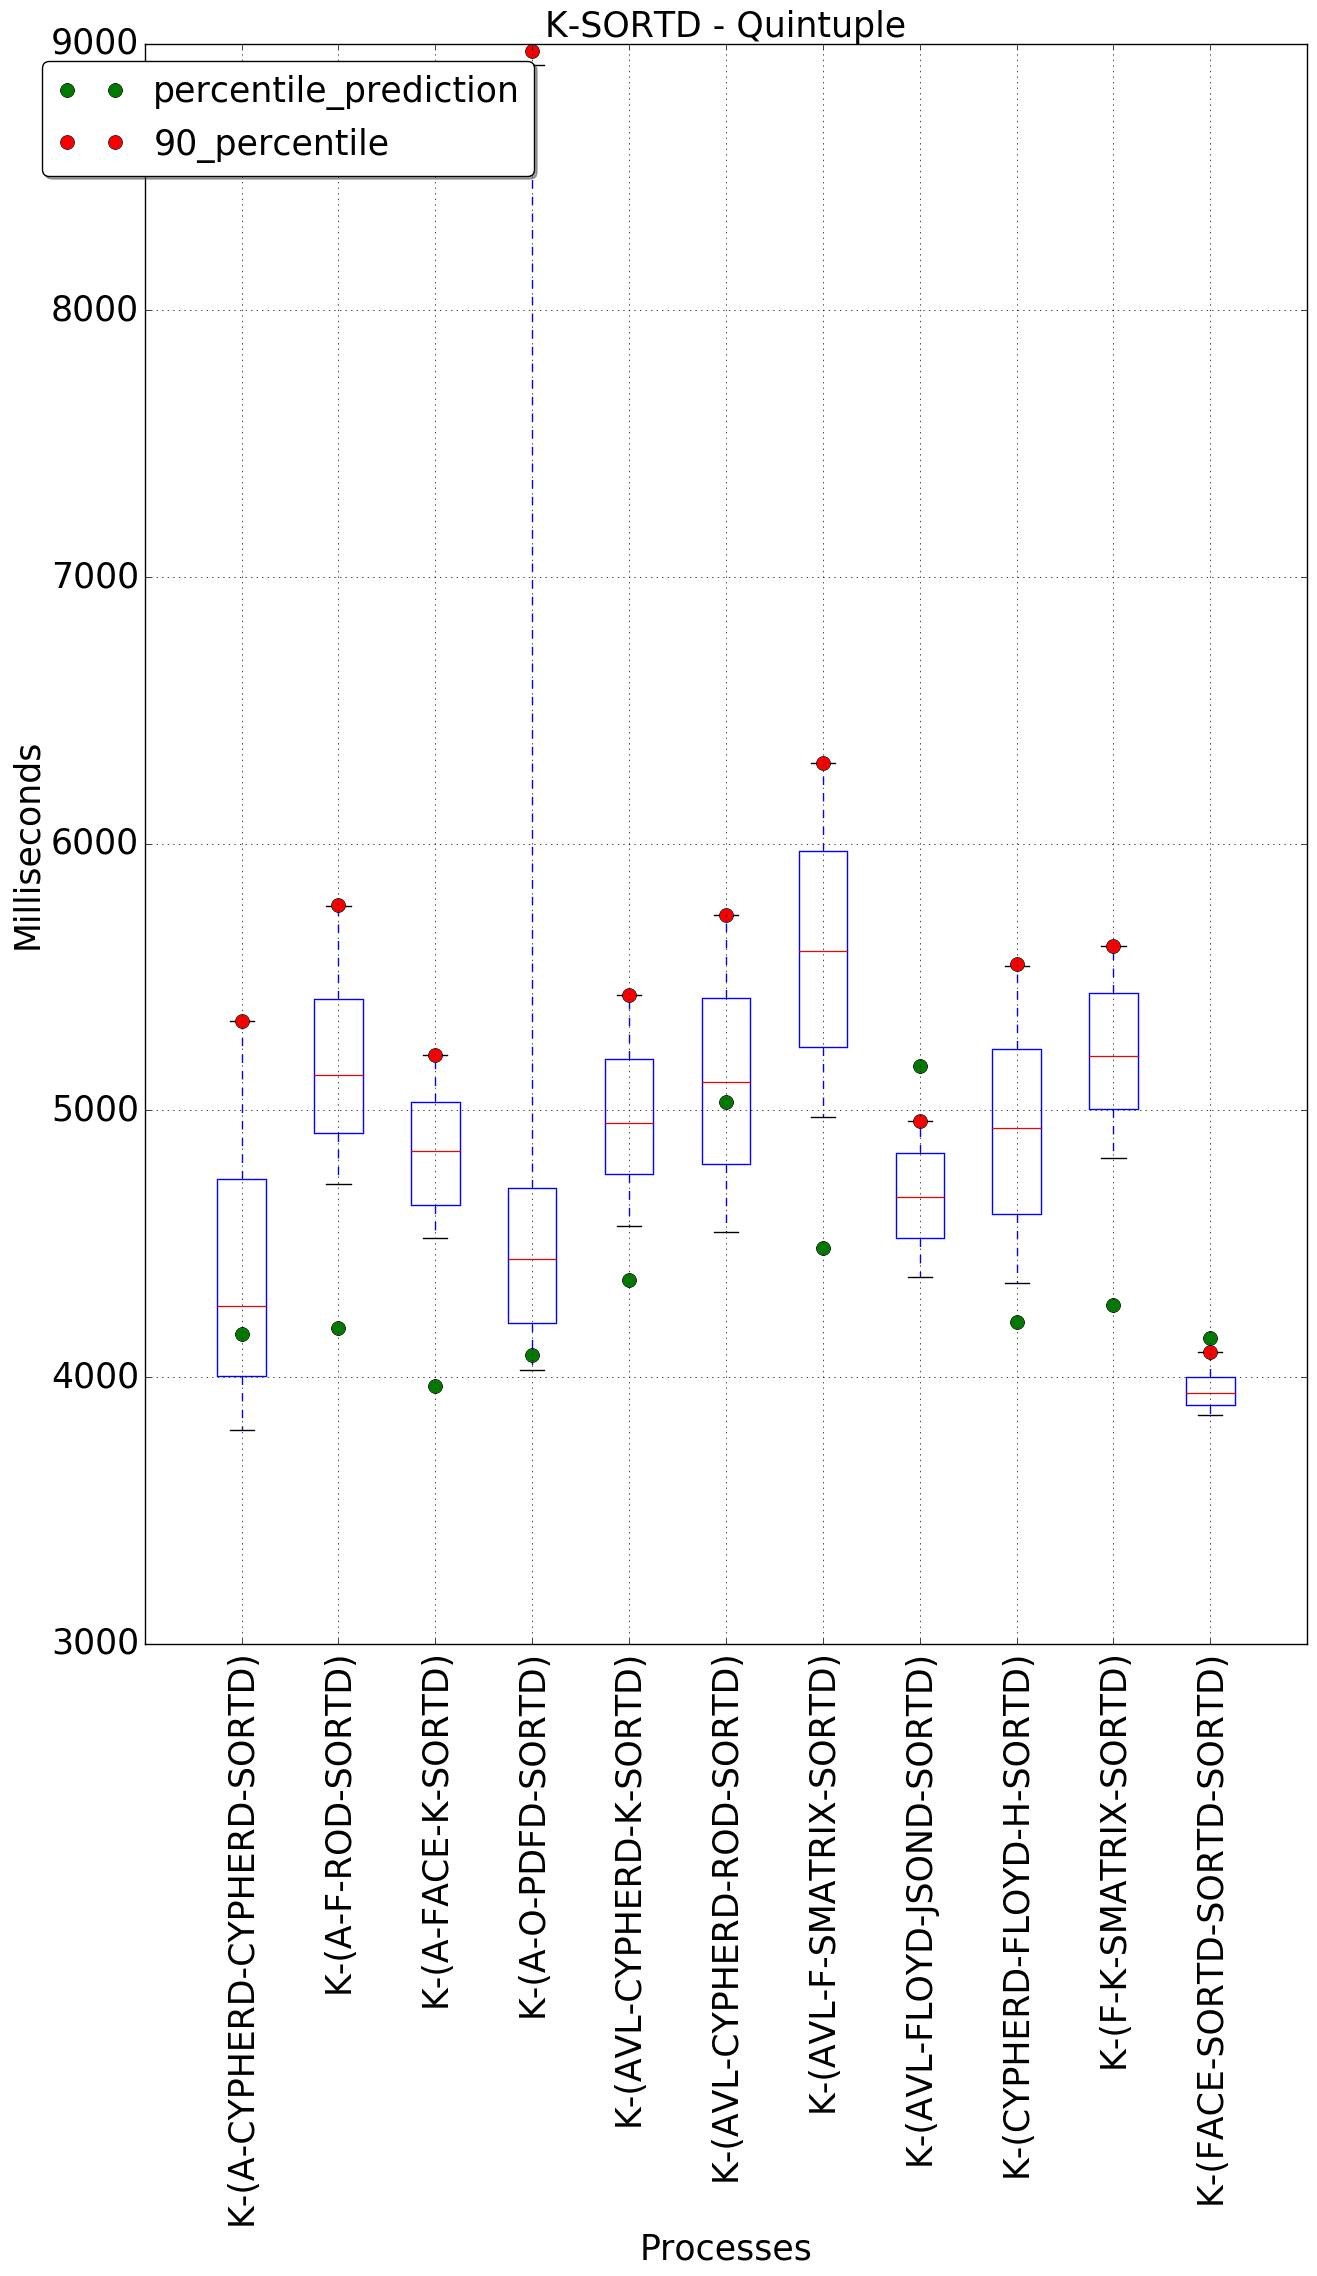 K-SORTD - Quintuple
percentile_prediction
90_percentile
9000
8000
7000
6000
5000
4000
3000
Milliseconds
K-(A-CYPHERD-CYPHERD-SORTD)
K-(A-F-ROD-SORTD)
K-(A-FACE-K-SORTD)
K-(A-O-PDFD-SORTD)
K-(AVL-CYPHERD-K-SORTD)
K-(AVL-CYPHERD-ROD-SORTD)
K-(AVL-F-SMATRIX-SORTD)
K-(AVL-FLOYD-JSOND-SORTD)
K-(CYPHERD-FLOYD-H-SORTD)
K-(F-K-SMATRIX-SORTD)
K-(FACE-SORTD-SORTD-SORTD)
Processes